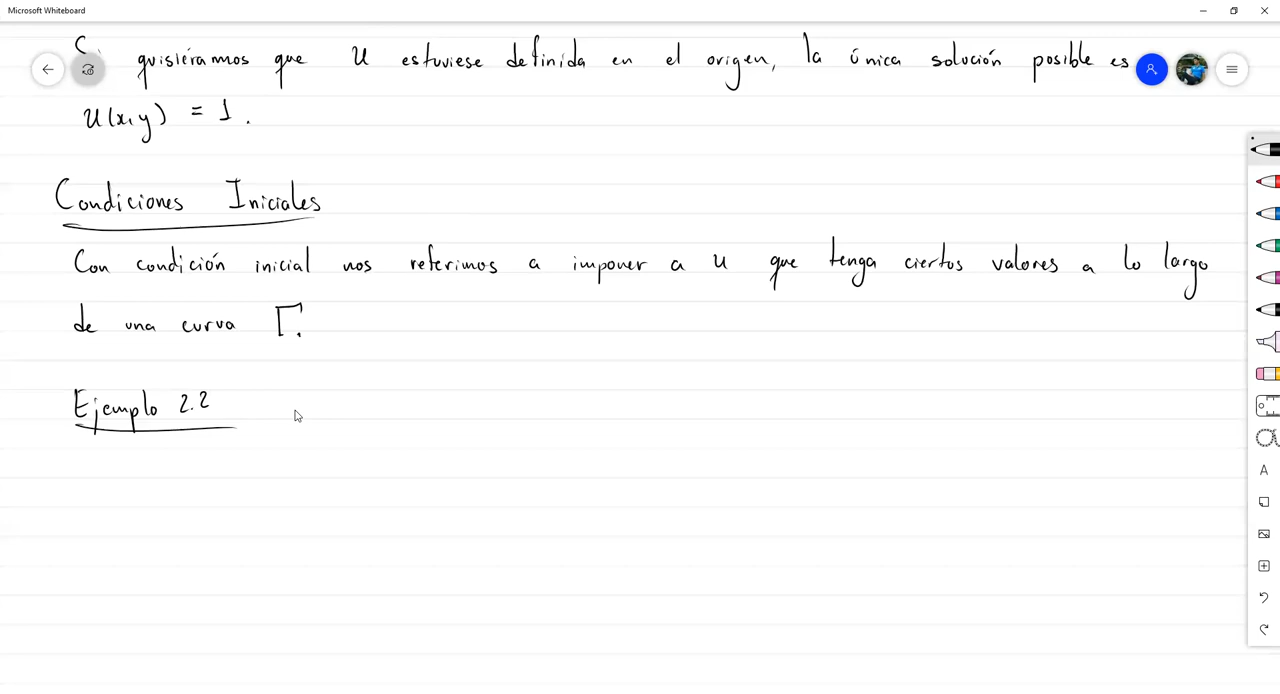 Microsoft Whiteboard
quisiéramos que u estuviese definida en el origen, la única solución posible es
u(x,y) = 1.
Condiciones Iniciales
Con condición inicial nos referimos a imponer a u que tenga ciertos valores a lo largo
de una curva Γ.
Ejemplo 2.2
A